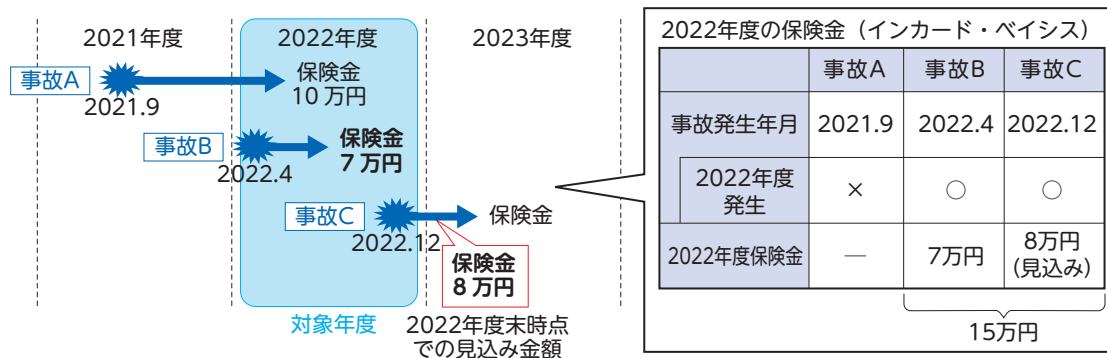 2021年度
2022年度
2023年度
事故A
2021.9
保険金
10万円
事故B
2022.4
保険金
7万円
事故C
2022.12
保険金
保険金
8万円
対象年度
2022年度末時点
での見込み金額
2022年度の保険金（インカード・ベイシス）
事故A 事故B 事故C
事故発生年月 2021.9 2022.4 2022.12
2022年度
発生 × ○ ○
2022年度保険金 — 7万円 8万円
(見込み)
15万円